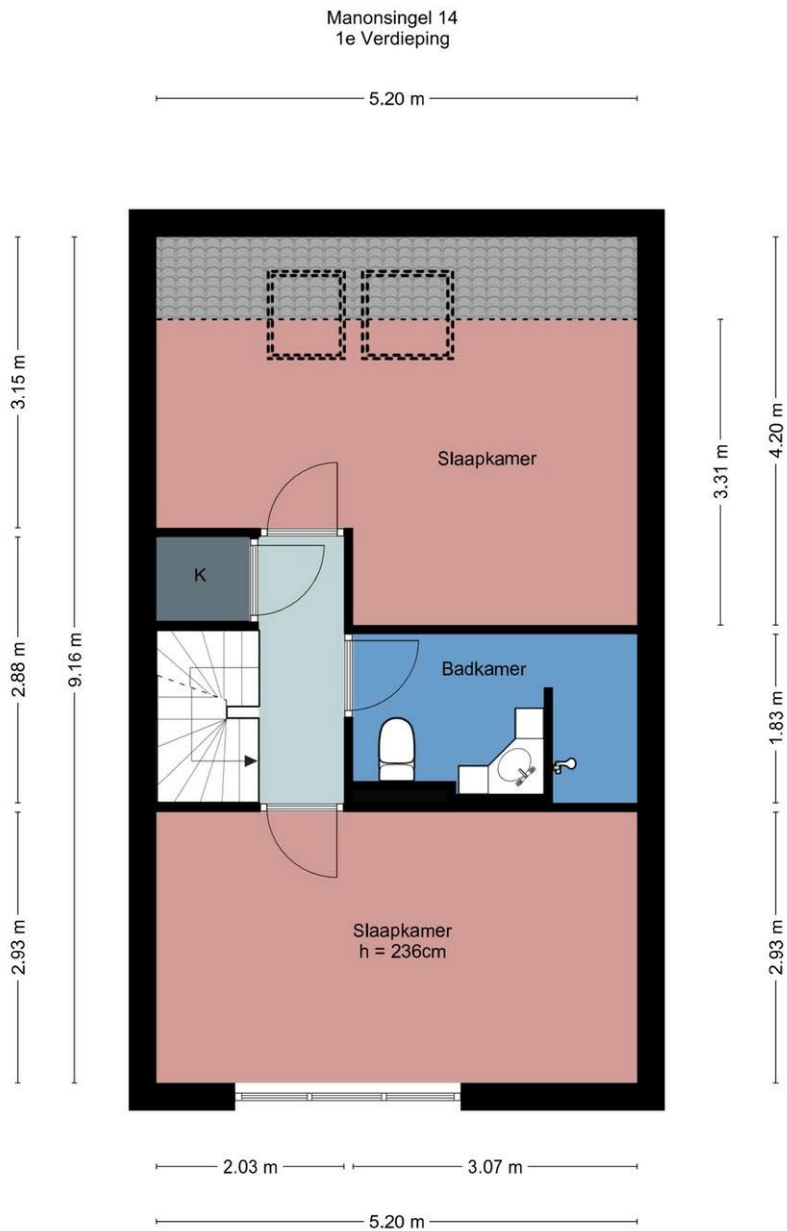 Manonsingel 14
1e Verdieping
5.20 m
3.15 m
2.88 m
2.93 m
9.16 m
Slaapkamer
K
Badkamer
Slaapkamer
h = 236cm
3.31 m
4.20 m
1.83 m
2.93 m
2.03 m
3.07 m
5.20 m